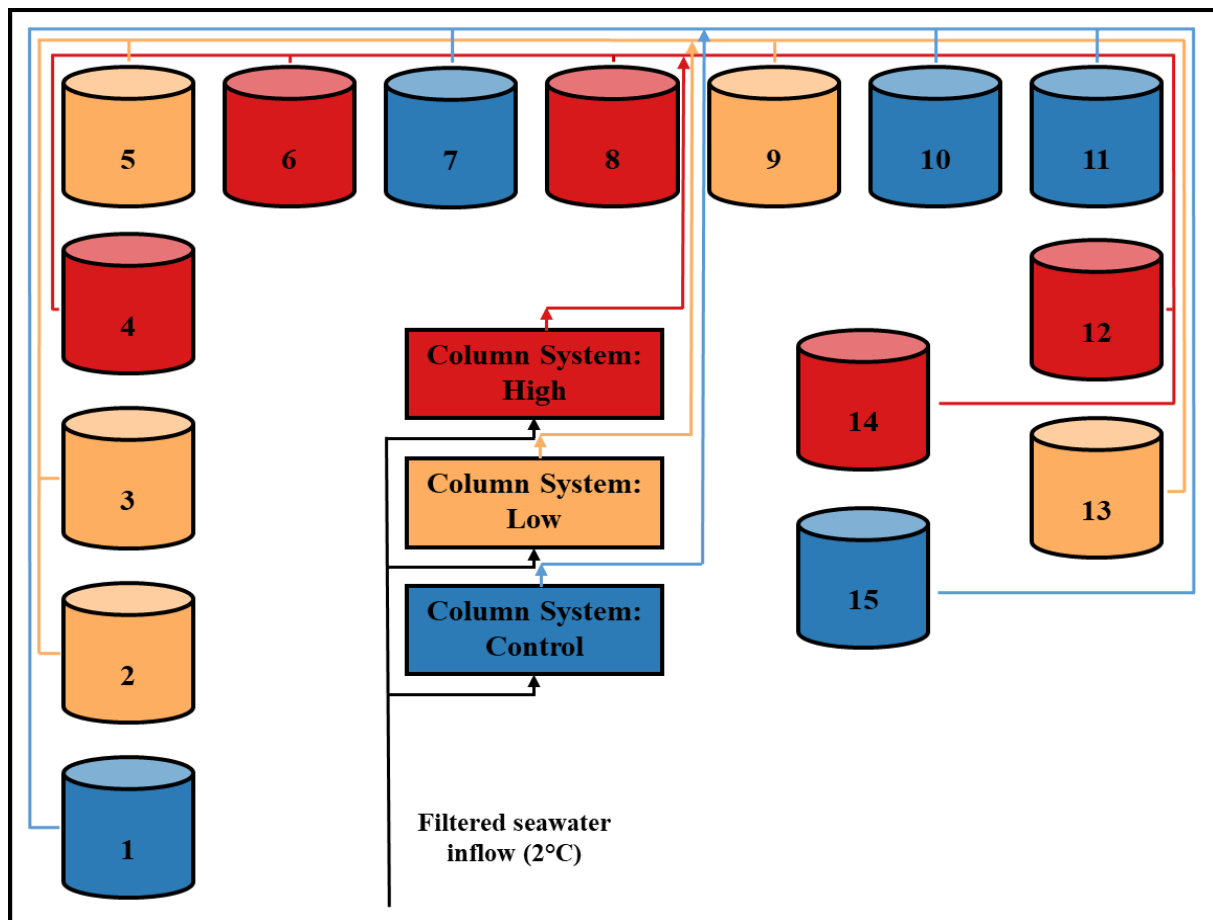 5
6
7
8
9
10
11
4
12
Column System:
High
14
3
Column System:
Low
13
15
Column System:
Control
2
1
Filtered seawater
inflow (2°C)